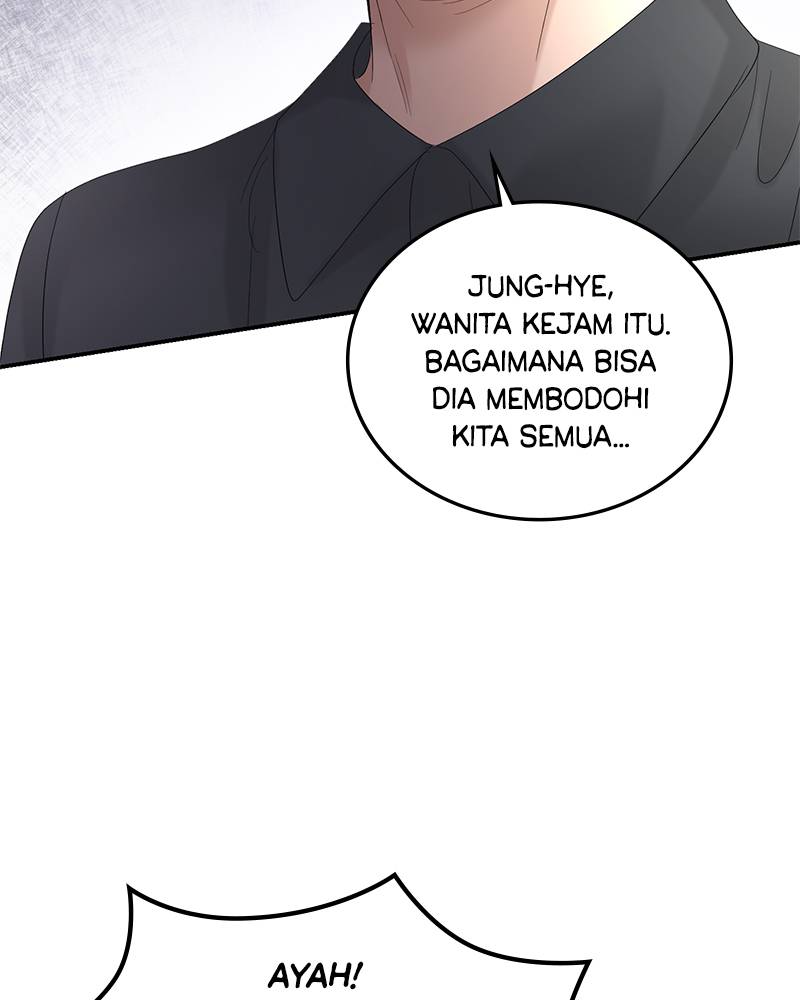 JUNG-HYE,
WANITA KEJAM ITU.
BAGAIMANA BISA
DIA MEMBODOHI
KITA SEMUA...
AYAH!